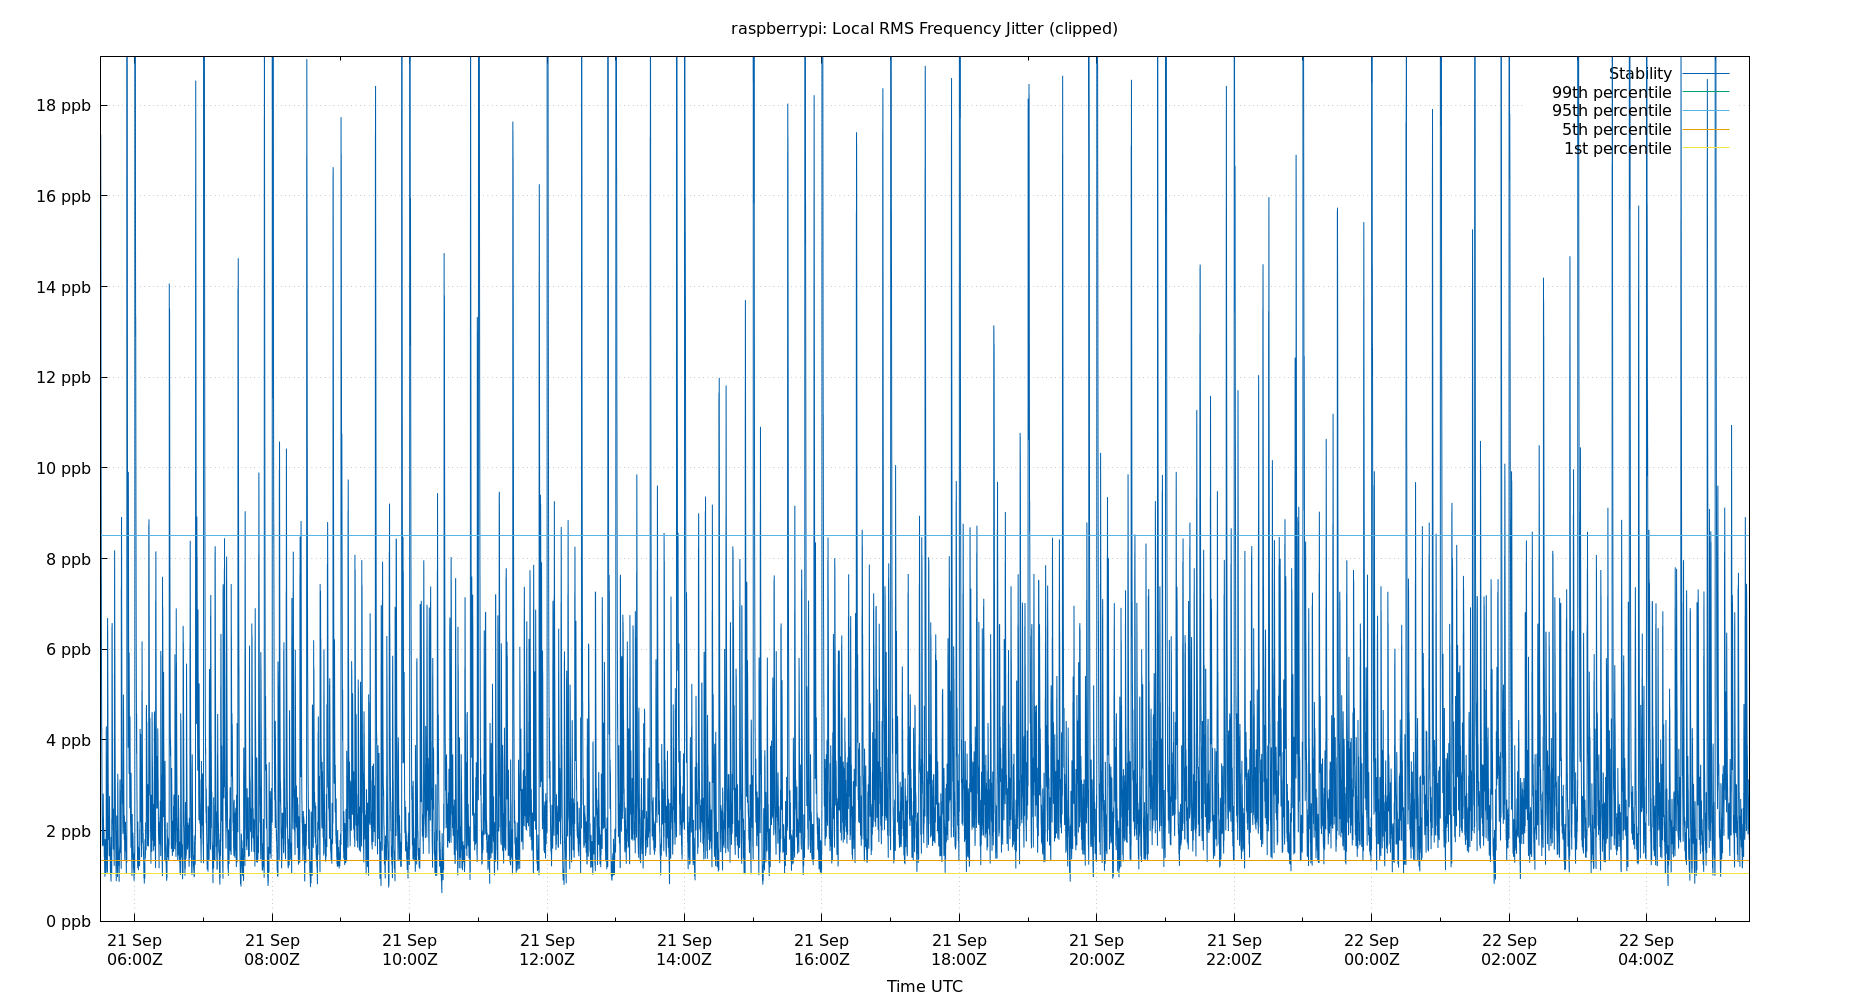 raspberrypi: Local RMS Frequency Jitter (clipped)
Stability
99th percentile
95th percentile
5th percentile
1st percentile
18 ppb
16 ppb
14 ppb
12 ppb
10 ppb
8 ppb
6 ppb
4 ppb
2 ppb
0 ppb
21 Sep 21 Sep 21 Sep 21 Sep 21 Sep 21 Sep 21 Sep 21 Sep 21 Sep 22 Sep 22 Sep 22 Sep
06:00Z 08:00Z 10:00Z 12:00Z 14:00Z 16:00Z 18:00Z 20:00Z 22:00Z 00:00Z 02:00Z 04:00Z
Time UTC